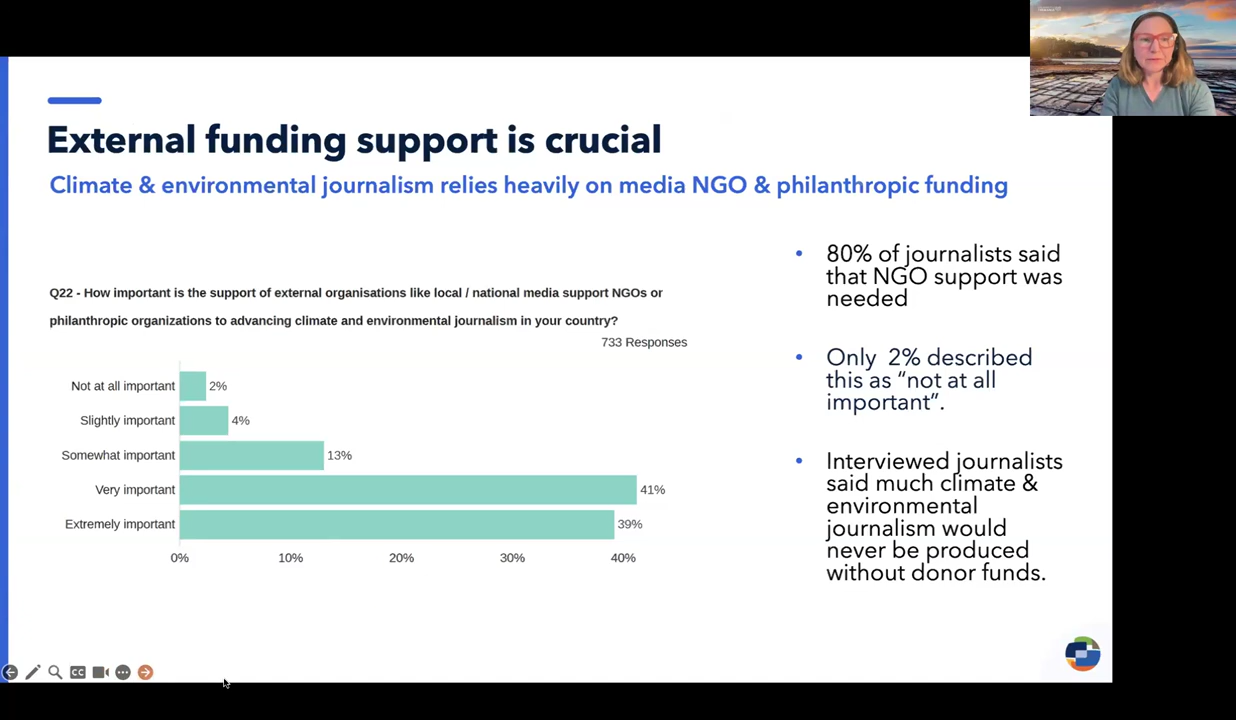 External funding support is crucial
Climate & environmental journalism relies heavily on media NGO & philanthropic funding
Q22 - How important is the support of external organisations like local / national media support NGOs or
philanthropic organizations to advancing climate and environmental journalism in your country?
733 Responses
Not at all important 2%
Slightly important 4%
Somewhat important 13%
Very important 41%
Extremely important 39%
0% 10% 20% 30% 40%
• 80% of journalists said
that NGO support was
needed
• Only 2% described
this as “not at all
important”.
• Interviewed journalists
said much climate &
environmental
journalism would
never be produced
without donor funds.
CC